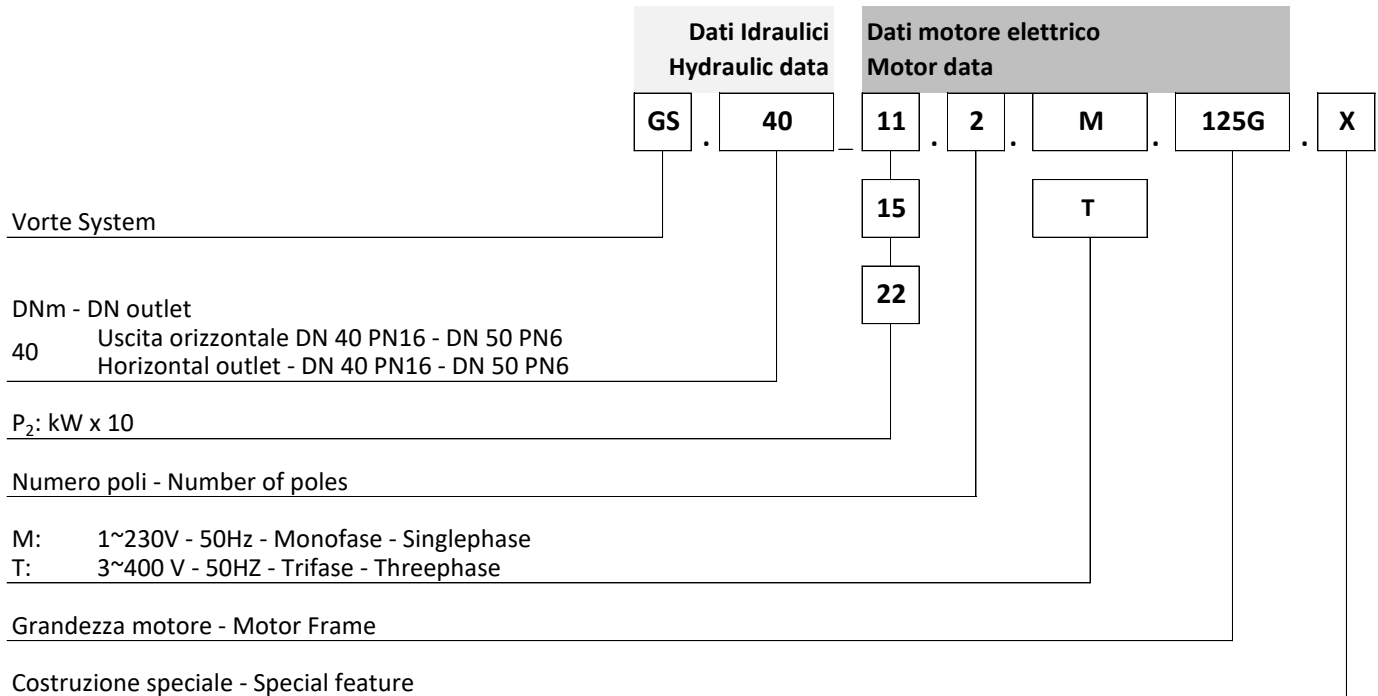 Dati Idraulici
Hydraulic data
Dati motore elettrico
Motor data
GS . 40 _ 11 . 2 . M . 125G . X
15 T
Vorte System
22
DNm - DN outlet
40 Uscita orizzontale DN 40 PN16 - DN 50 PN6
Horizontal outlet - DN 40 PN16 - DN 50 PN6
P₂: kW x 10
Numero poli - Number of poles
M: 1~230V - 50Hz - Monofase - Singlephase
T: 3~400 V - 50HZ - Trifase - Threephase
Grandezza motore - Motor Frame
Costruzione speciale - Special feature